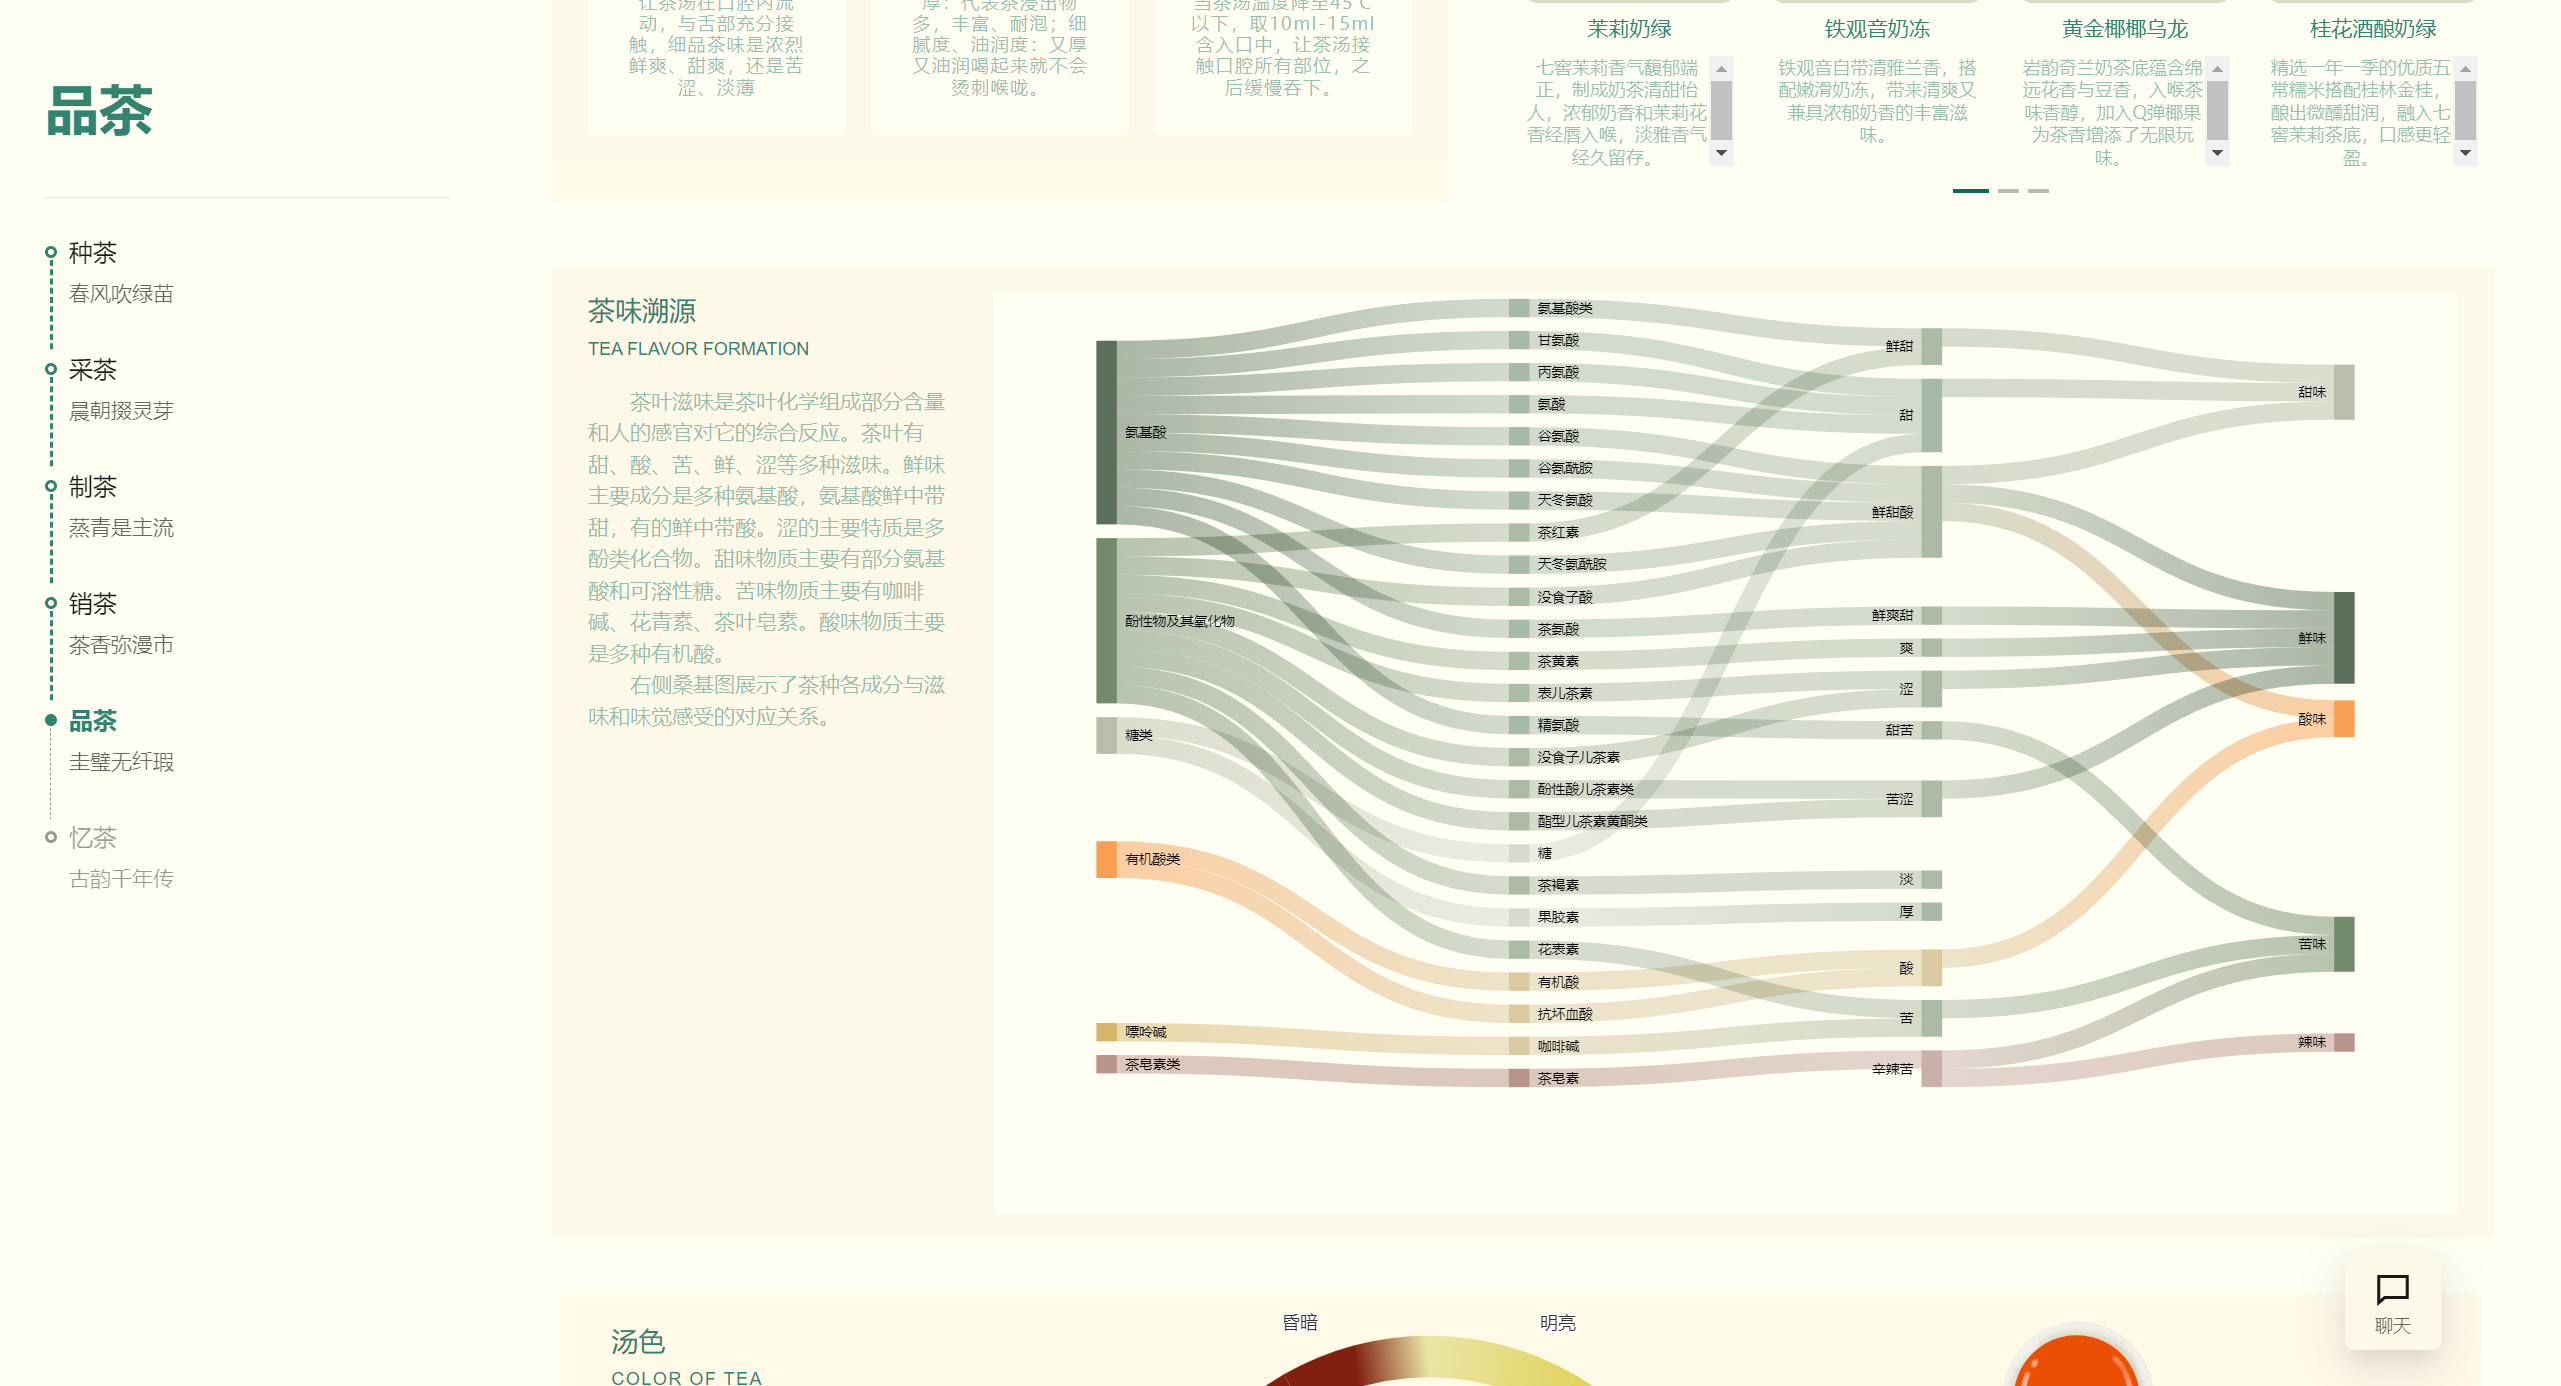 品茶
种茶
春风吹绿苗
采茶
晨朝掇灵芽
制茶
蒸青是主流
销茶
茶香弥漫市
品茶
圭璧无纤瑕
忆茶
古韵千年传
让茶汤在口腔内流
动，与舌部充分接
触，细品茶味是浓烈
鲜爽、甜爽，还是苦
涩、淡薄
厚：代表茶浸出物
多，丰富、耐泡；细
腻度、油润度：又厚
又油润喝起来就不会
烫刺喉咙。
当茶汤温度降至45℃
以下，取10ml-15ml
含入口中，让茶汤接
触口腔所有部位，之
后缓慢吞下。
茉莉奶绿
七窨茉莉香气馥郁端
正，制成奶茶清甜怡
人，浓郁奶香和茉莉花
香经唇入喉，淡雅香气
经久留存。
铁观音奶冻
铁观音自带清雅兰香，搭
配嫩滑奶冻，带来清爽又
兼具浓郁奶香的丰富滋
味。
黄金椰椰乌龙
岩韵奇兰奶茶底蕴含绵
远花香与豆香，入喉茶
味香醇，加入Q弹椰果
为茶香增添了无限玩
味。
桂花酒酿奶绿
精选一年一季的优质五
常糯米搭配桂林金桂，
酿出微醺甜润，融入七
窨茉莉茶底，口感更轻
盈。
茶味溯源
TEA FLAVOR FORMATION
茶叶滋味是茶叶化学组成部分含量
和人的感官对它的综合反应。茶叶有
甜、酸、苦、鲜、涩等多种滋味。鲜味
主要成分是多种氨基酸，氨基酸鲜中带
甜，有的鲜中带酸。涩的主要特质是多
酚类化合物。甜味物质主要有部分氨基
酸和可溶性糖。苦味物质主要有咖啡
碱、花青素、茶叶皂素。酸味物质主要
是多种有机酸。
右侧桑基图展示了茶种各成分与滋
味和味觉感受的对应关系。
氨基酸
酚性物及其氧化物
糖类
有机酸类
嘌呤碱
茶皂素类
氨基酸类
甘氨酸
丙氨酸
氨酸
谷氨酸
谷氨酰胺
天冬氨酸
茶红素
天冬氨酰胺
没食子酸
茶氨酸
茶黄素
表儿茶素
精氨酸
没食子儿茶素
酚性酸儿茶素类
酯型儿茶素黄酮类
糖
茶褐素
果胶素
花表素
有机酸
抗坏血酸
咖啡碱
茶皂素
鲜甜
甜
鲜甜酸
鲜爽甜
爽
涩
甜苦
苦涩
淡
厚
酸
苦
辛辣苦
甜味
鲜味
酸味
苦味
辣味
汤色
COLOR OF TEA
昏暗
明亮
聊天